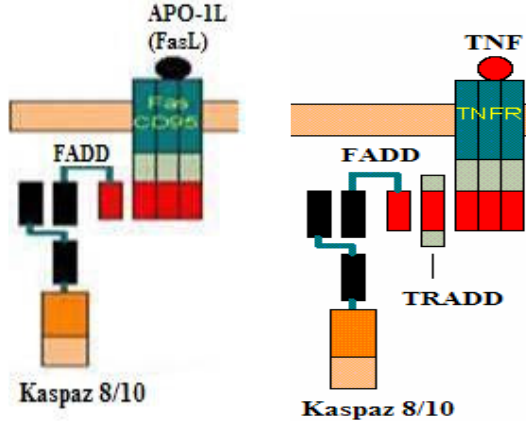 APO-1L
(FasL)
Fas
CD95
FADD
Kaspaz 8/10
TNF
TNFR
FADD
TRADD
Kaspaz 8/10